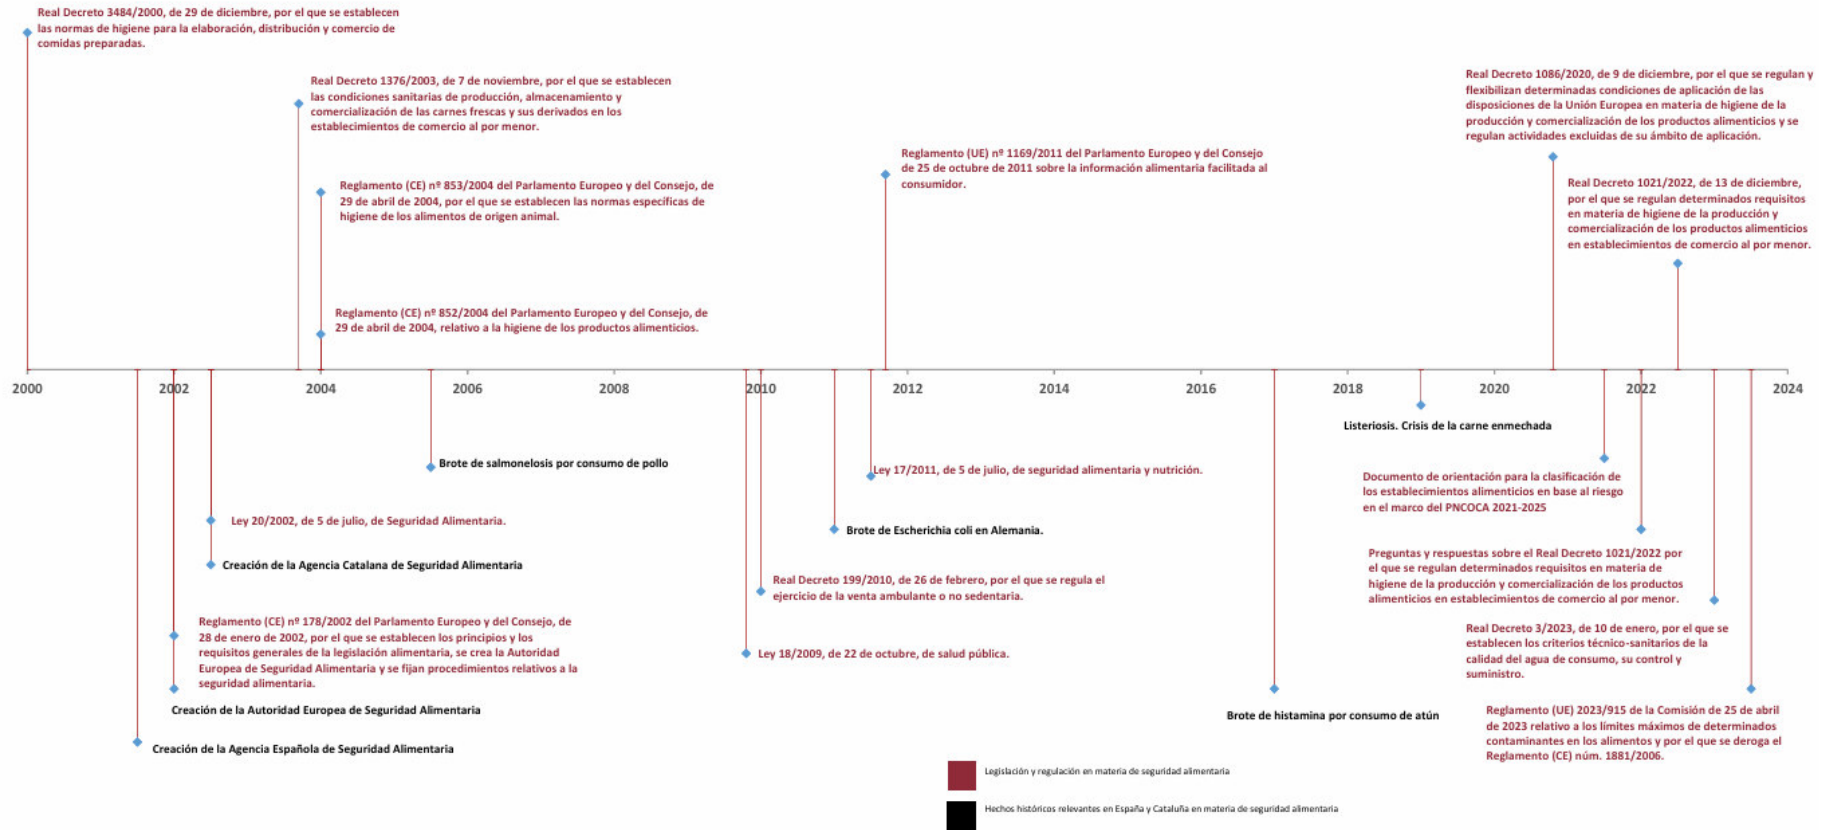 Real Decreto 3484/2000, de 29 de diciembre, por el que se establecen
las normas de higiene para la elaboración, distribución y comercio de
comidas preparadas.
Real Decreto 1376/2003, de 7 de noviembre, por el que se establecen
las condiciones sanitarias de producción, almacenamiento y
comercialización de las carnes frescas y sus derivados en los
establecimientos de comercio al por menor.
Reglamento (CE) nº 853/2004 del Parlamento Europeo y del Consejo, de
29 de abril de 2004, por el que se establecen las normas específicas de
higiene de los alimentos de origen animal.
Reglamento (CE) nº 852/2004 del Parlamento Europeo y del Consejo, de
29 de abril de 2004, relativo a la higiene de los productos alimenticios.
Reglamento (UE) nº 1169/2011 del Parlamento Europeo y del Consejo
de 25 de octubre de 2011 sobre la información alimentaria facilitada al
consumidor.
Real Decreto 1086/2020, de 9 de diciembre, por el que se regulan y
flexibilizan determinadas condiciones de aplicación de las
disposiciones de la Unión Europea en materia de higiene de la
producción y comercialización de los productos alimenticios y se
regulan actividades excluidas de su ámbito de aplicación.
Real Decreto 1021/2022, de 13 de diciembre,
por el que se regulan determinados requisitos
en materia de higiene de la producción y
comercialización de los productos alimenticios
en establecimientos de comercio al por menor.
2000 2002 2004 2006 2008 2010 2012 2014 2016 2018 2020 2022 2024
Brote de salmonelosis por consumo de pollo
Ley 20/2002, de 5 de julio, de Seguridad Alimentaria.
Creación de la Agencia Catalana de Seguridad Alimentaria
Reglamento (CE) nº 178/2002 del Parlamento Europeo y del Consejo, de
28 de enero de 2002, por el que se establecen los principios y los
requisitos generales de la legislación alimentaria, se crea la Autoridad
Europea de Seguridad Alimentaria y se fijan procedimientos relativos a la
seguridad alimentaria.
Creación de la Autoridad Europea de Seguridad Alimentaria
Creación de la Agencia Española de Seguridad Alimentaria
Ley 17/2011, de 5 de julio, de seguridad alimentaria y nutrición.
Brote de Escherichia coli en Alemania.
Real Decreto 199/2010, de 26 de febrero, por el que se regula el
ejercicio de la venta ambulante o no sedentaria.
Ley 18/2009, de 22 de octubre, de salud pública.
Listeriosis. Crisis de la carne enmechada
Documento de orientación para la clasificación de
los establecimientos alimenticios en base al riesgo
en el marco del PNCOCA 2021-2025
Preguntas y respuestas sobre el Real Decreto 1021/2022 por
el que se regulan determinados requisitos en materia de
higiene de la producción y comercialización de los productos
alimenticios en establecimientos de comercio al por menor.
Real Decreto 3/2023, de 10 de enero, por el que se
establecen los criterios técnico-sanitarios de la
calidad del agua de consumo, su control y
suministro.
Brote de histamina por consumo de atún
Reglamento (UE) 2023/915 de la Comisión de 25 de abril
de 2023 relativo a los límites máximos de determinados
contaminantes en los alimentos y por el que se deroga el
Reglamento (CE) núm. 1881/2006.
Legislación y regulación en materia de seguridad alimentaria
Hechos históricos relevantes en España y Cataluña en materia de seguridad alimentaria